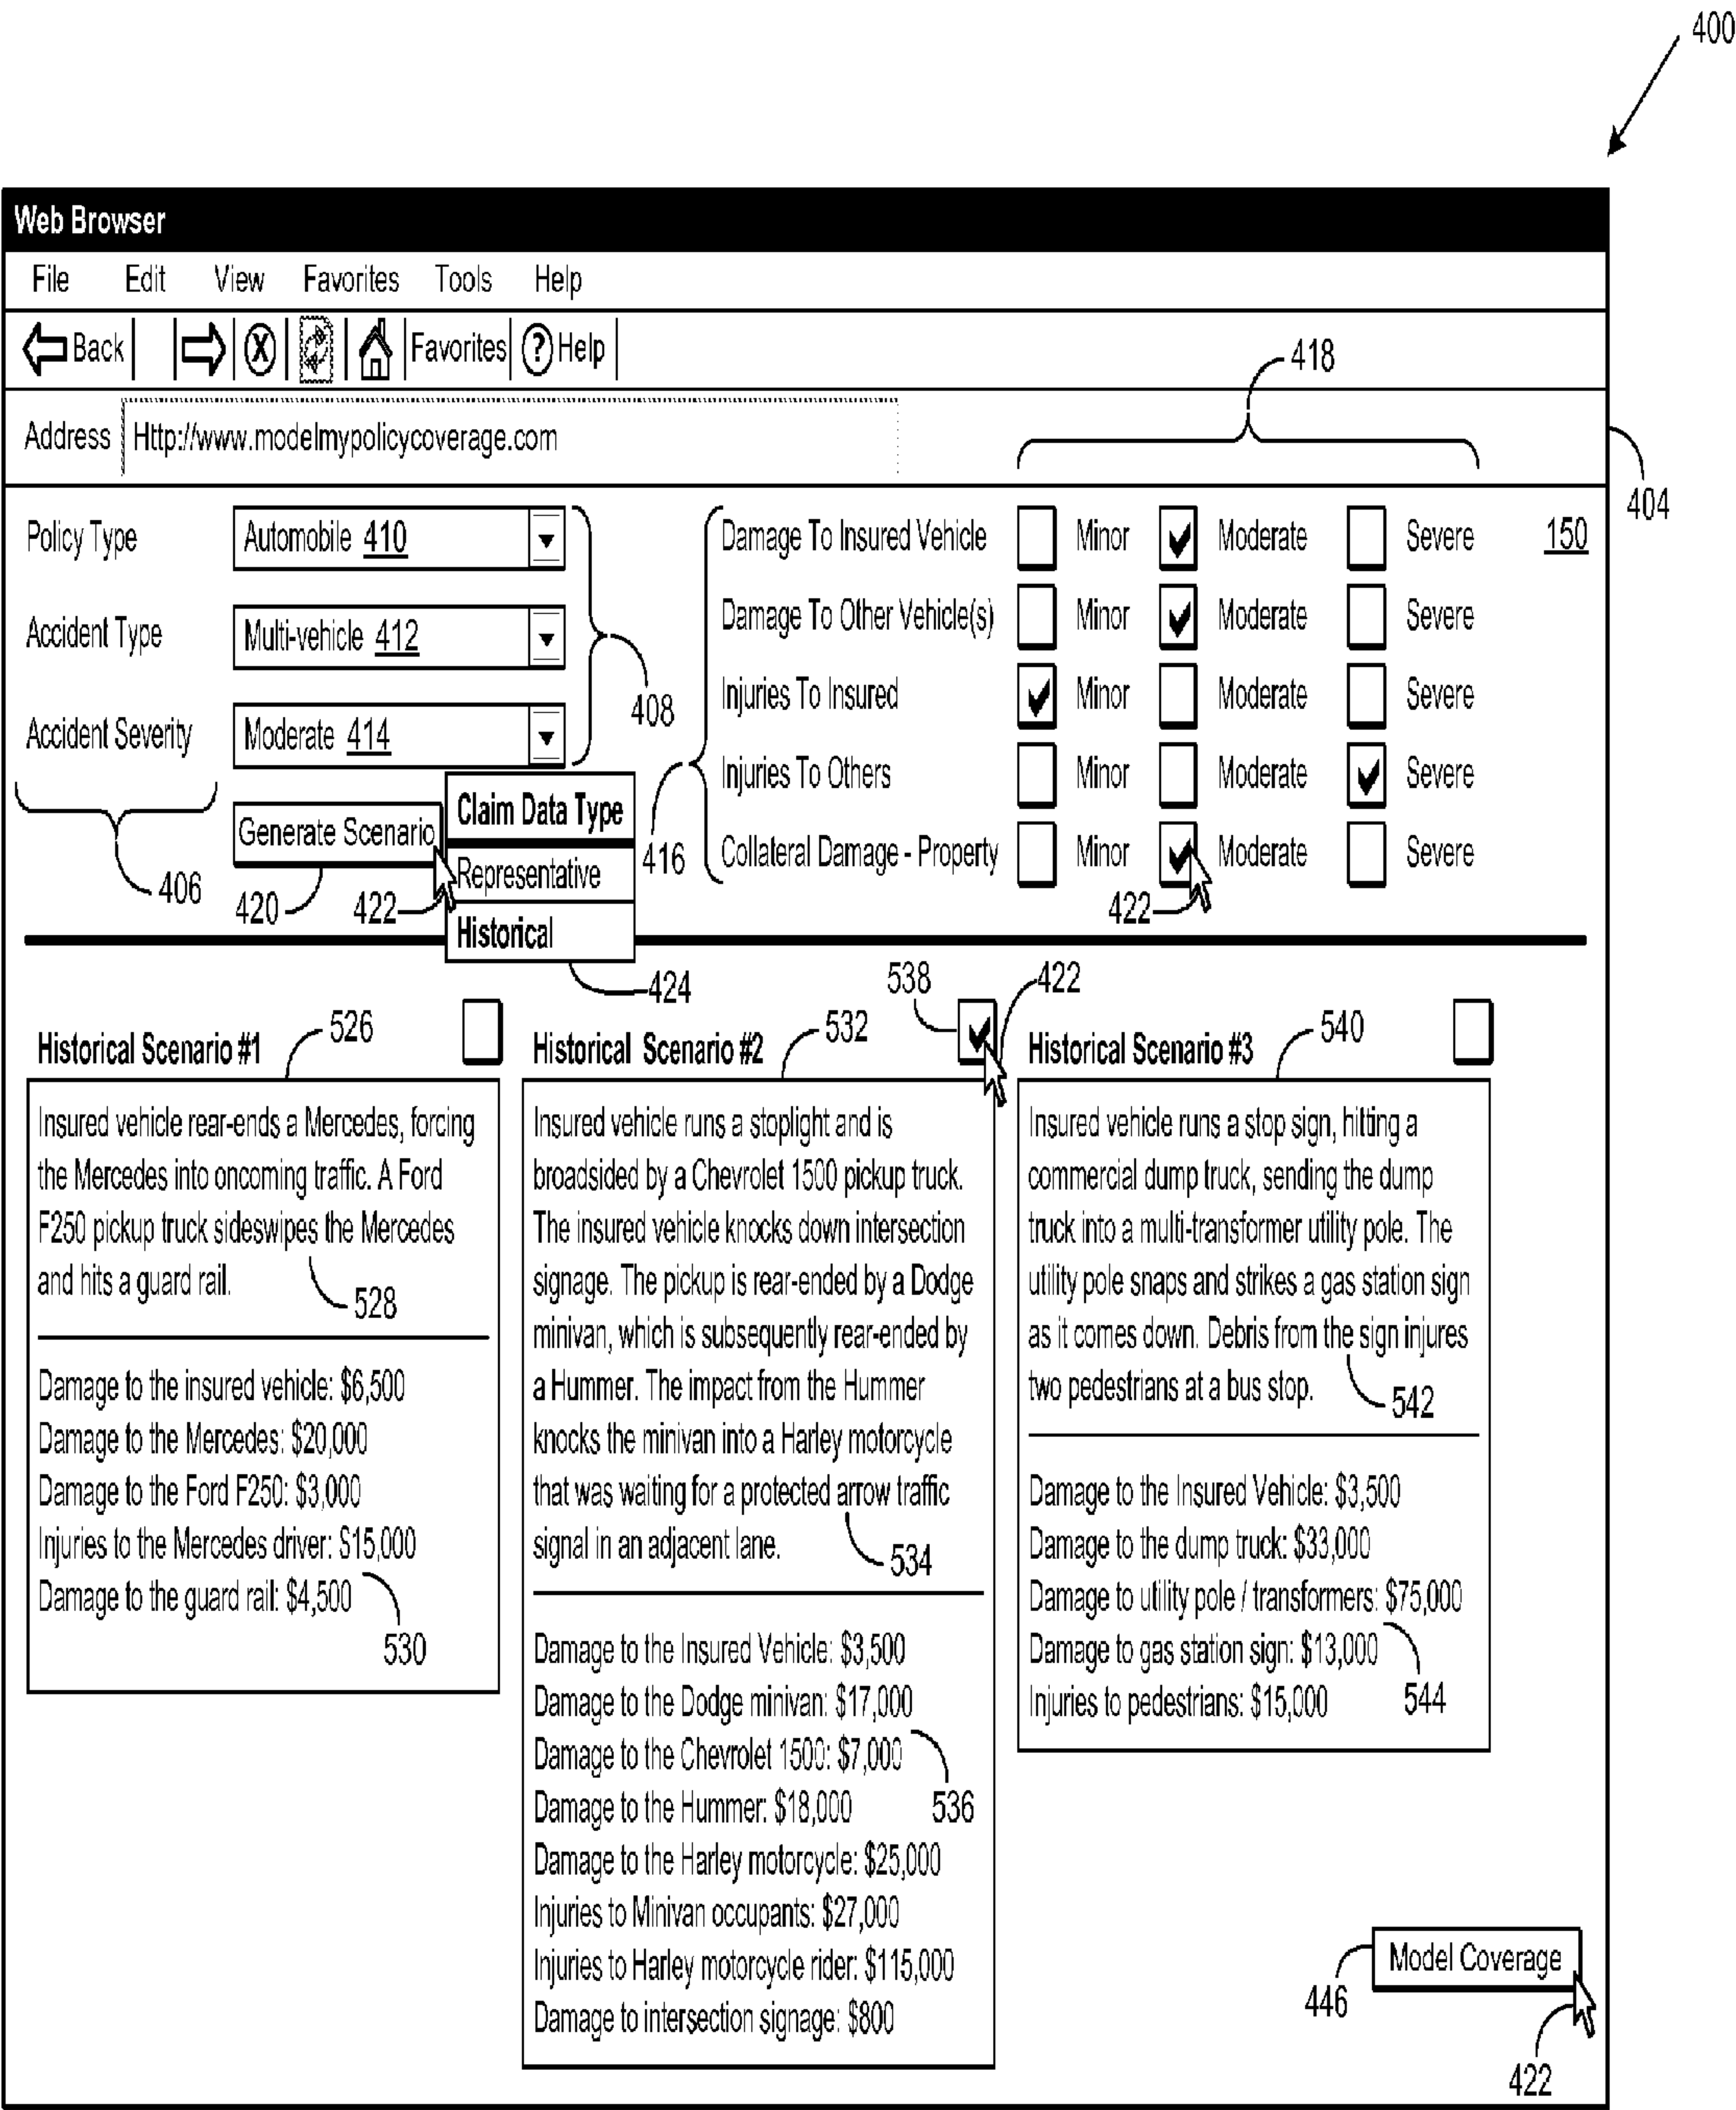 400
Web Browser
File Edit View Favorites Tools Help
Back X Favorites ? Help
418
Address Http://www.modelmypolicycoverage.com
404
Policy Type Automobile 410 Damage To Insured Vehicle Minor Moderate Severe 150
Damage To Other Vehicle(s) Minor Moderate Severe
Accident Type Multi-vehicle 412
408
Injuries To Insured Minor Moderate Severe
Accident Severity Moderate 414
Injuries To Others Minor Moderate Severe
Claim Data Type
Generate Scenario 416 Collateral Damage - Property Minor Moderate Severe
Representative
406 420 422 422
Historical
424 538 422
Historical Scenario #1 526
Insured vehicle rear-ends a Mercedes, forcing
the Mercedes into oncoming traffic. A Ford
F250 pickup truck sideswipes the Mercedes
and hits a guard rail.
528
Damage to the insured vehicle: $6,500
Damage to the Mercedes: $20,000
Damage to the Ford F250: $3,000
Injuries to the Mercedes driver: $15,000
Damage to the guard rail: $4,500
530
Historical Scenario #2 532
Insured vehicle runs a stoplight and is
broadsided by a Chevrolet 1500 pickup truck.
The insured vehicle knocks down intersection
signage. The pickup is rear-ended by a Dodge
minivan, which is subsequently rear-ended by
a Hummer. The impact from the Hummer
knocks the minivan into a Harley motorcycle
that was waiting for a protected arrow traffic
signal in an adjacent lane.
534
Damage to the Insured Vehicle: $3,500
Damage to the Dodge minivan: $17,000
Damage to the Chevrolet 1500: $7,000
Damage to the Hummer: $18,000
536
Damage to the Harley motorcycle: $25,000
Injuries to Minivan occupants: $27,000
Injuries to Harley motorcycle rider: $115,000
Damage to intersection signage: $800
Historical Scenario #3 540
Insured vehicle runs a stop sign, hitting a
commercial dump truck, sending the dump
truck into a multi-transformer utility pole. The
utility pole snaps and strikes a gas station sign
as it comes down. Debris from the sign injures
two pedestrians at a bus stop.
542
Damage to the Insured Vehicle: $3,500
Damage to the dump truck: $33,000
Damage to utility pole / transformers: $75,000
Damage to gas station sign: $13,000
Injuries to pedestrians: $15,000
544
Model Coverage
446
422